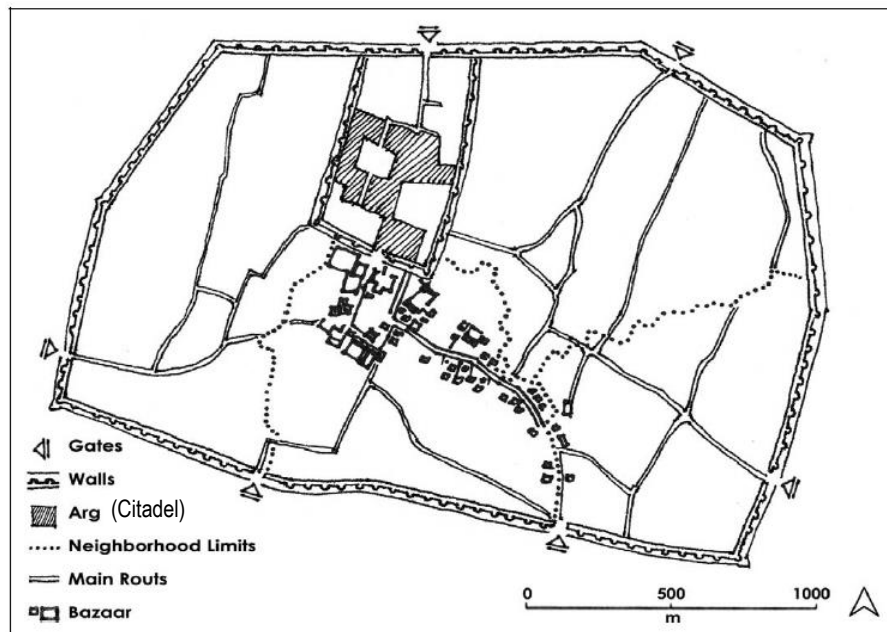 Gates
Walls
Arg (Citadel)
Neighborhood Limits
Main Routs
Bazaar
0 500 1000
m